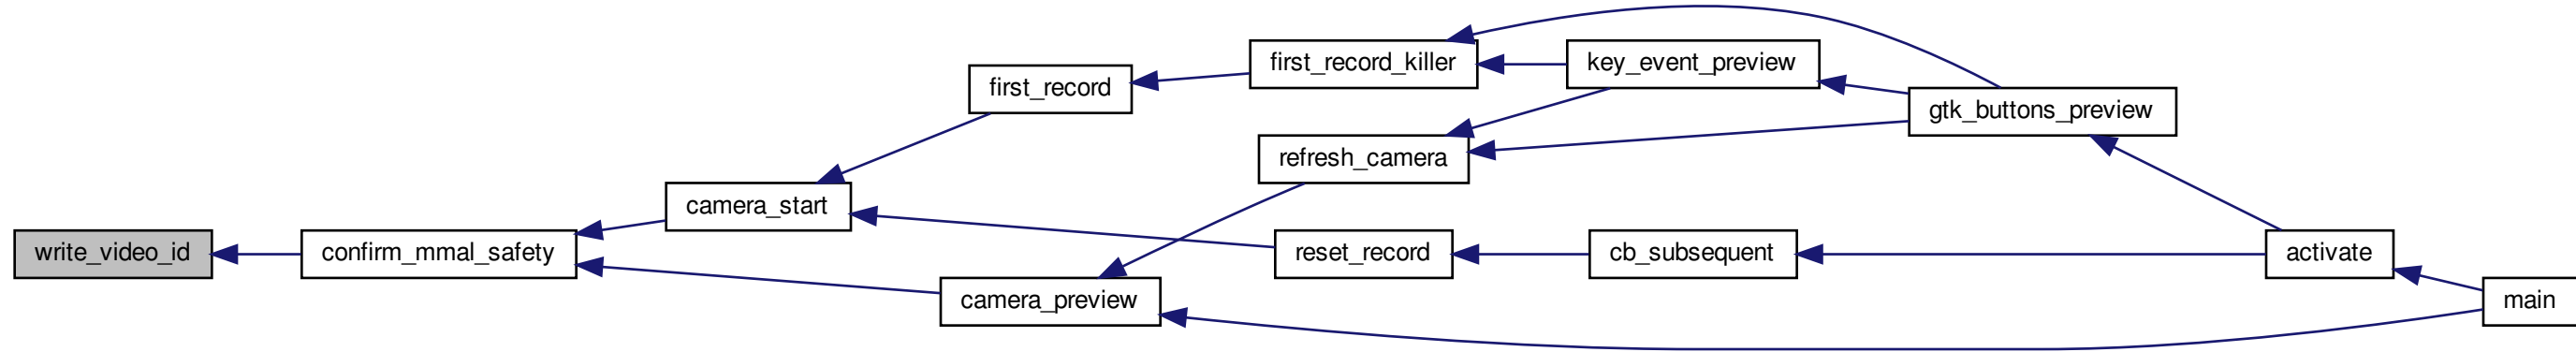 write_video_id
confirm_mmal_safety
camera_start
camera_preview
first_record
first_record_killer
refresh_camera
reset_record
key_event_preview
cb_subsequent
gtk_buttons_preview
activate
main